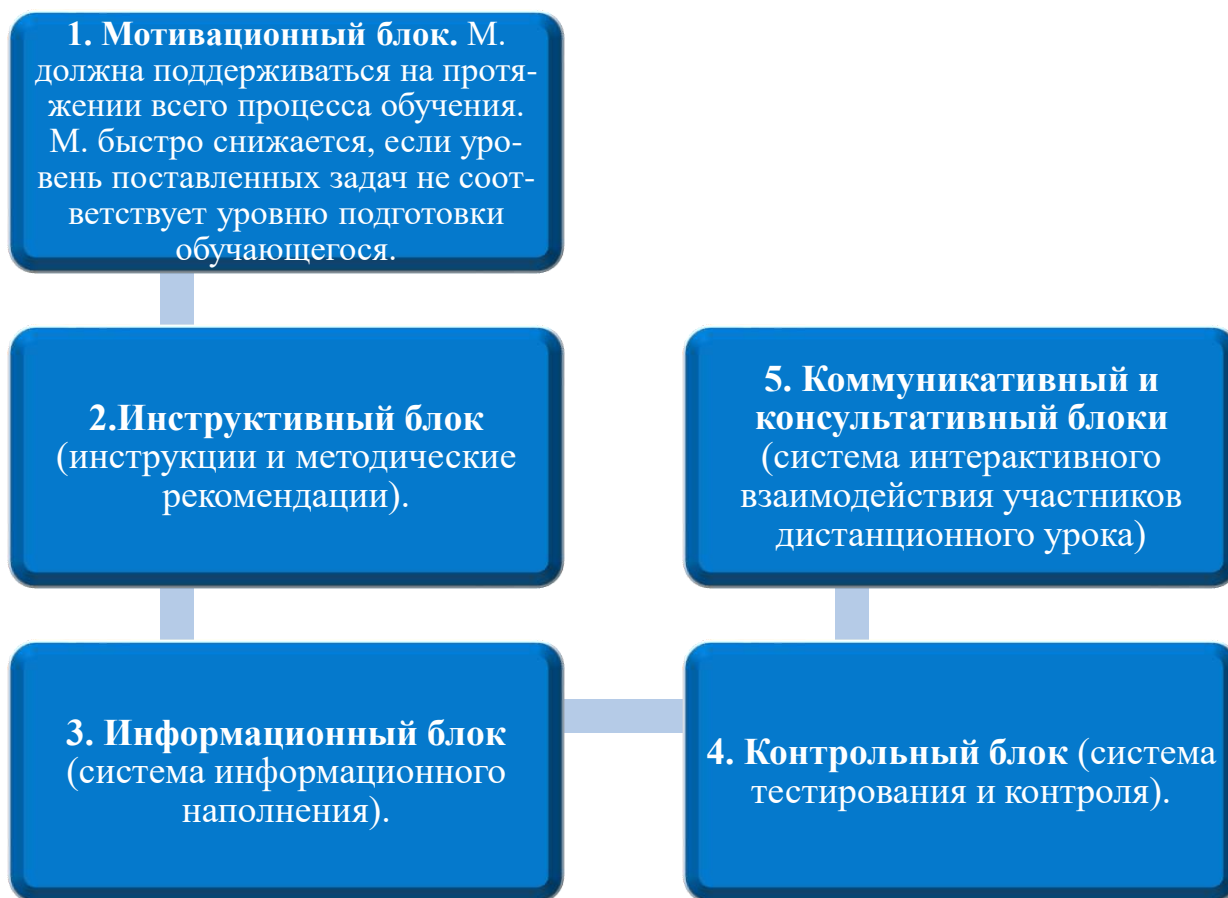 1. Мотивационный блок. М.
должна поддерживаться на протя-
жении всего процесса обучения.
М. быстро снижается, если уро-
вень поставленных задач не соот-
ветствует уровню подготовки
обучающегося.
2.Инструктивный блок
(инструкции и методические
рекомендации).
3. Информационный блок
(система информационного
наполнения).
4. Контрольный блок (система
тестирования и контроля).
5. Коммуникативный и
консультативный блоки
(система интерактивного
взаимодействия участников
дистанционного урока)